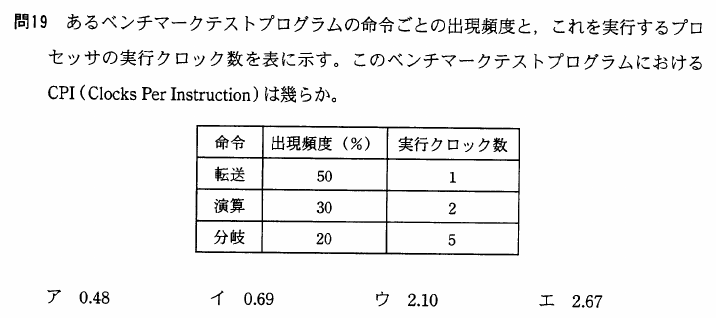 問19 あるベンチマークテストプログラムの命令ごとの出現頻度と，これを実行するプロ
セッサの実行クロック数を表に示す。このベンチマークテストプログラムにおける
CPI（Clocks Per Instruction）は幾らか。
命令 出現頻度（%） 実行クロック数
転送 50 1
演算 30 2
分岐 20 5
ア 0.48 イ 0.69 ウ 2.10 エ 2.67